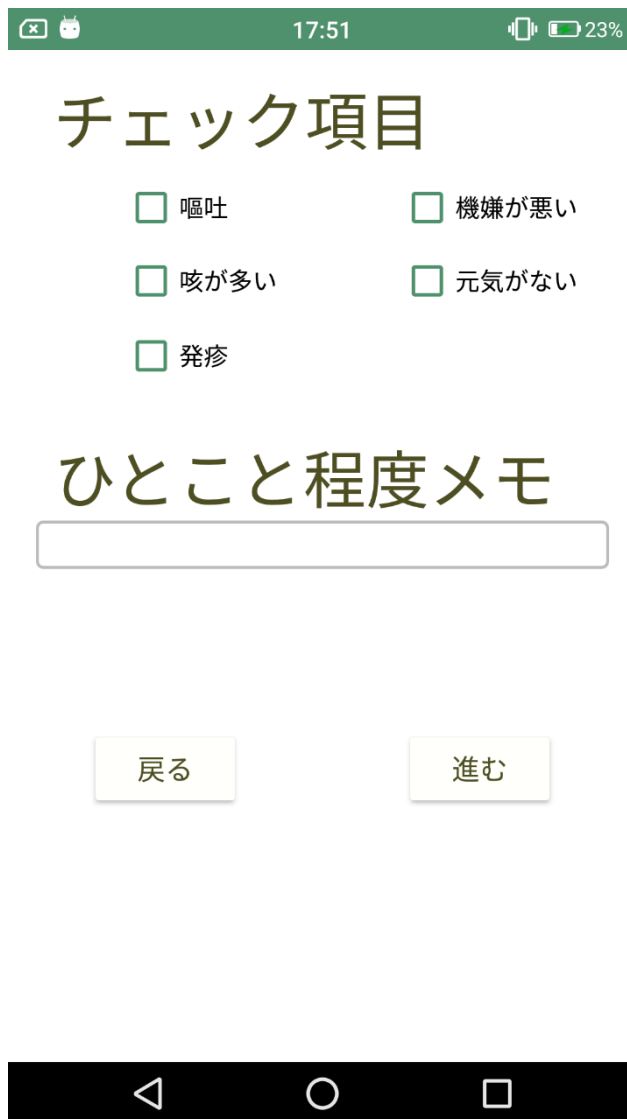 17:51 23%
チェック項目
嘔吐 機嫌が悪い
咳が多い 元気がない
発疹
ひとこと程度メモ
戻る 進む